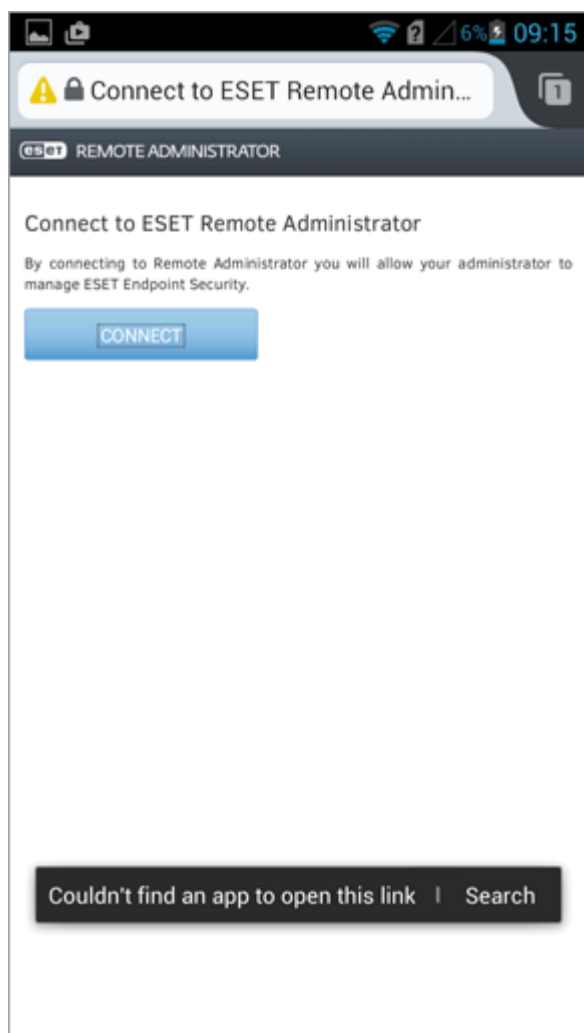 6% 09:15
Connect to ESET Remote Admin... 1
eset REMOTE ADMINISTRATOR
Connect to ESET Remote Administrator
By connecting to Remote Administrator you will allow your administrator to
manage ESET Endpoint Security.
CONNECT
Couldn't find an app to open this link | Search